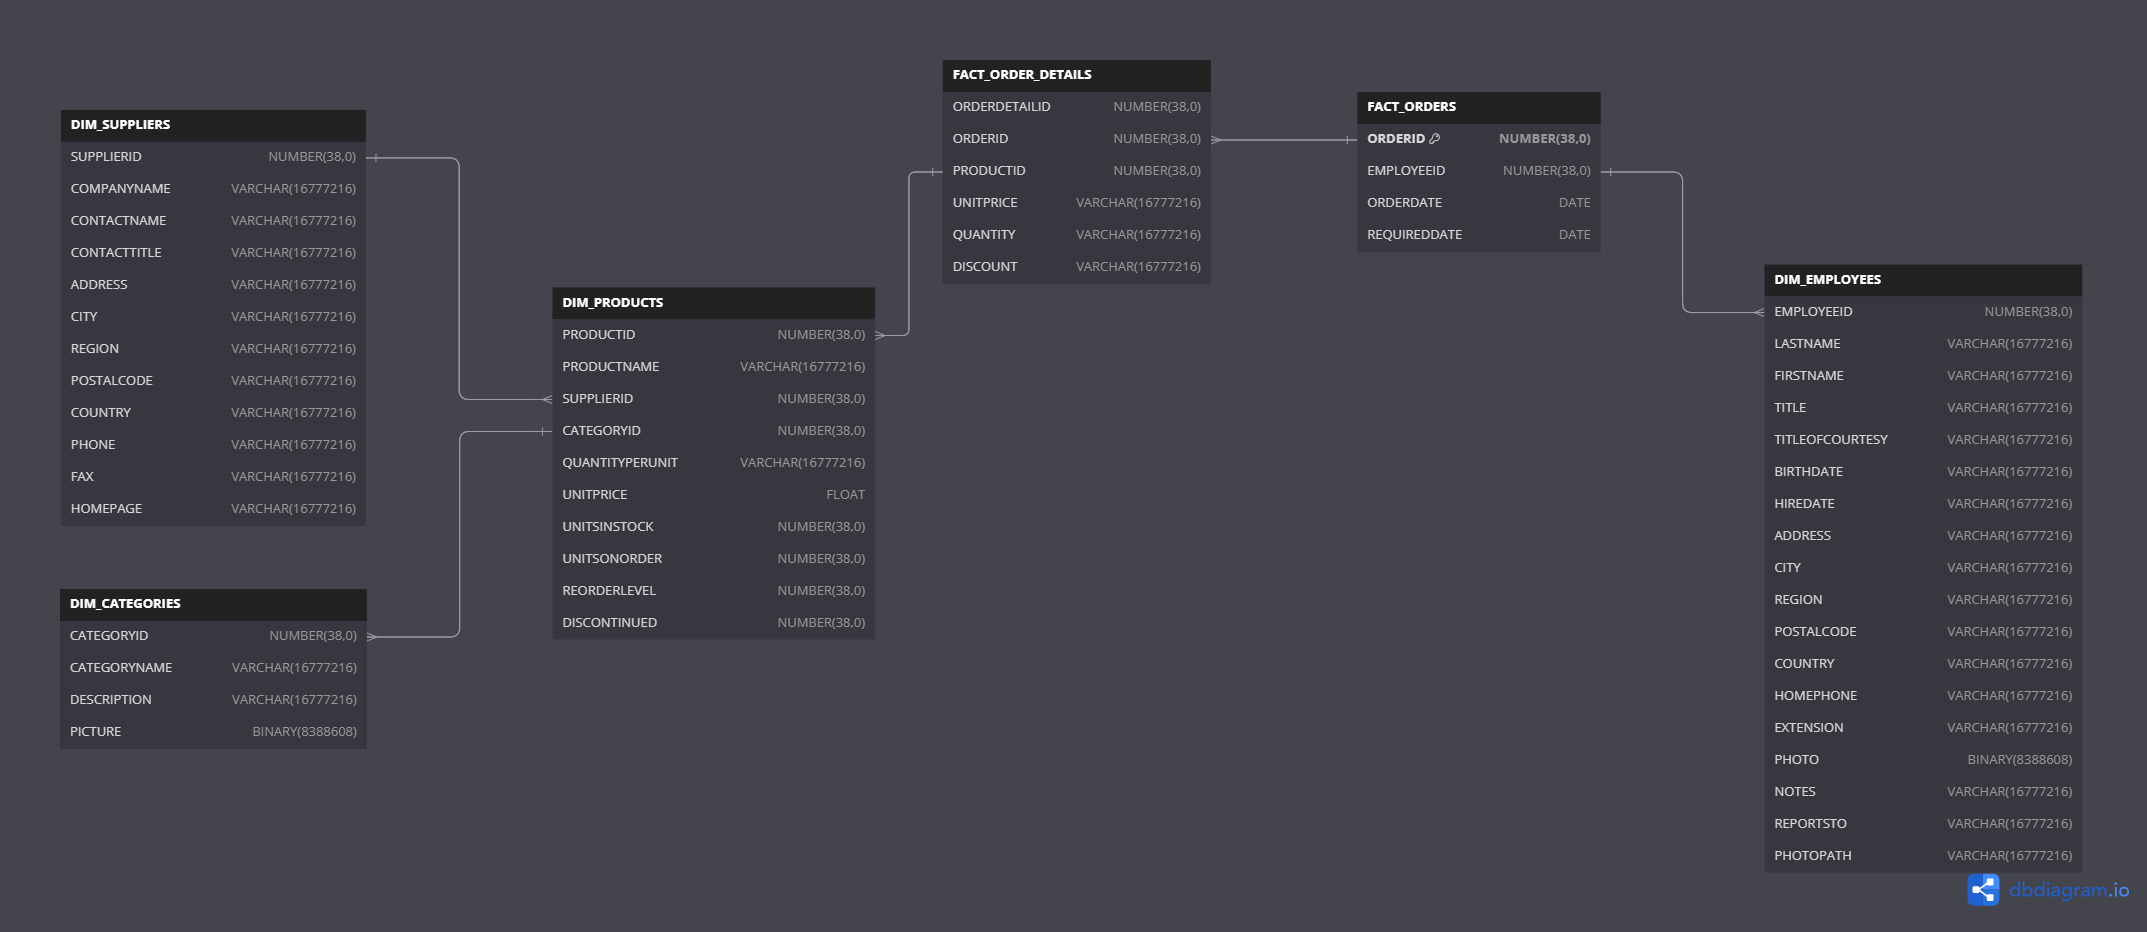 DIM_SUPPLIERS
SUPPLIERID NUMBER(38,0)
COMPANYNAME VARCHAR(16777216)
CONTACTNAME VARCHAR(16777216)
CONTACTTITLE VARCHAR(16777216)
ADDRESS VARCHAR(16777216)
CITY VARCHAR(16777216)
REGION VARCHAR(16777216)
POSTALCODE VARCHAR(16777216)
COUNTRY VARCHAR(16777216)
PHONE VARCHAR(16777216)
FAX VARCHAR(16777216)
HOMEPAGE VARCHAR(16777216)
DIM_CATEGORIES
CATEGORYID NUMBER(38,0)
CATEGORYNAME VARCHAR(16777216)
DESCRIPTION VARCHAR(16777216)
PICTURE BINARY(8388608)
DIM_PRODUCTS
PRODUCTID NUMBER(38,0)
PRODUCTNAME VARCHAR(16777216)
SUPPLIERID NUMBER(38,0)
CATEGORYID NUMBER(38,0)
QUANTITYPERUNIT VARCHAR(16777216)
UNITPRICE FLOAT
UNITSINSTOCK NUMBER(38,0)
UNITSONORDER NUMBER(38,0)
REORDERLEVEL NUMBER(38,0)
DISCONTINUED NUMBER(38,0)
FACT_ORDER_DETAILS
ORDERDETAILID NUMBER(38,0)
ORDERID NUMBER(38,0)
PRODUCTID NUMBER(38,0)
UNITPRICE VARCHAR(16777216)
QUANTITY VARCHAR(16777216)
DISCOUNT VARCHAR(16777216)
FACT_ORDERS
ORDERID NUMBER(38,0)
EMPLOYEEID NUMBER(38,0)
ORDERDATE DATE
REQUIREDDATE DATE
DIM_EMPLOYEES
EMPLOYEEID NUMBER(38,0)
LASTNAME VARCHAR(16777216)
FIRSTNAME VARCHAR(16777216)
TITLE VARCHAR(16777216)
TITLEOFCOURTESY VARCHAR(16777216)
BIRTHDATE VARCHAR(16777216)
HIREDATE VARCHAR(16777216)
ADDRESS VARCHAR(16777216)
CITY VARCHAR(16777216)
REGION VARCHAR(16777216)
POSTALCODE VARCHAR(16777216)
COUNTRY VARCHAR(16777216)
HOMEPHONE VARCHAR(16777216)
EXTENSION VARCHAR(16777216)
PHOTO BINARY(8388608)
NOTES VARCHAR(16777216)
REPORTSTO VARCHAR(16777216)
PHOTOPATH VARCHAR(16777216)
dbdiagram.io